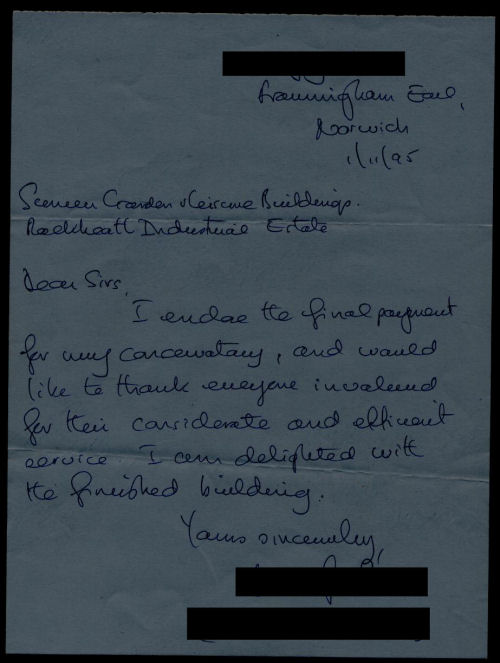 Framingham Earl,
Norwich
1/11/95
Sceneen Garden & Leisure Buildings.
Rackheath Industrial Estate
Dear Sirs,
I enclose the final payment
for my conservatory, and would
like to thank everyone involved
for their considerate and efficient
service. I am delighted with
the finished building.
Yours sincerely,